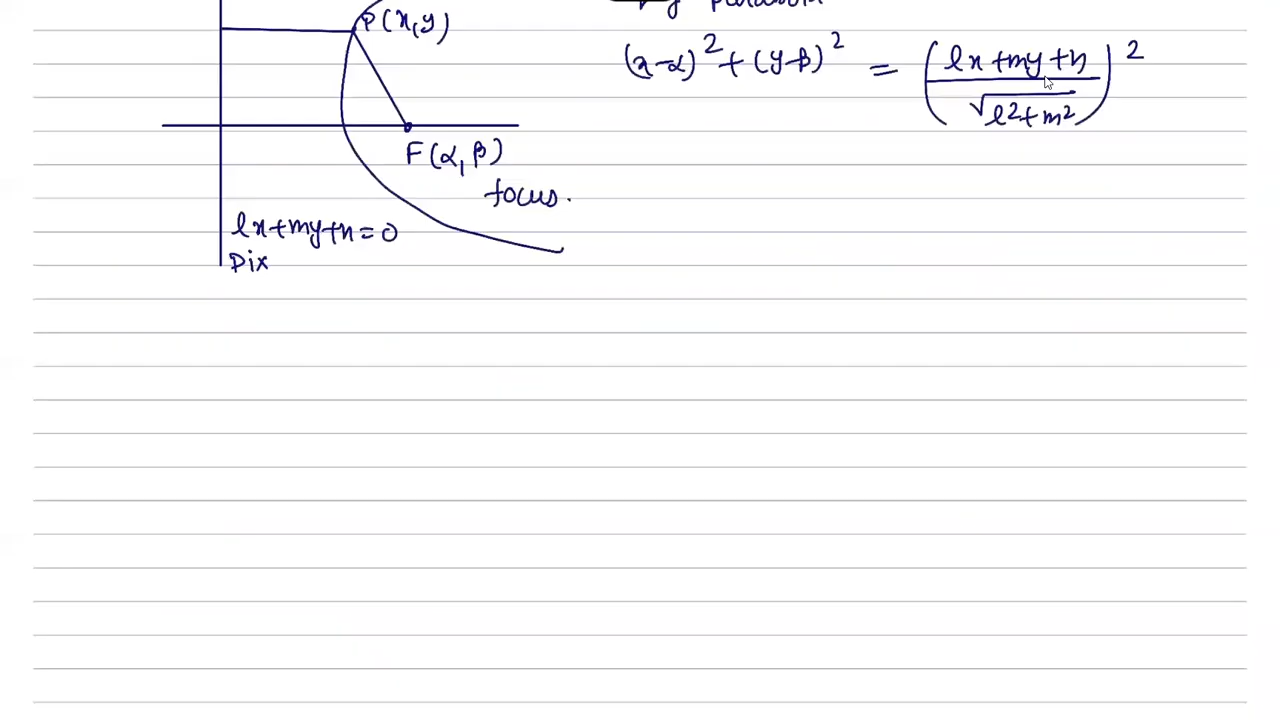 P(x,y)
(x-α)² + (y-β)² = (lx+my+n / √l²+m²)²
F(α, β)
focus.
lx+my+n=0
Dix